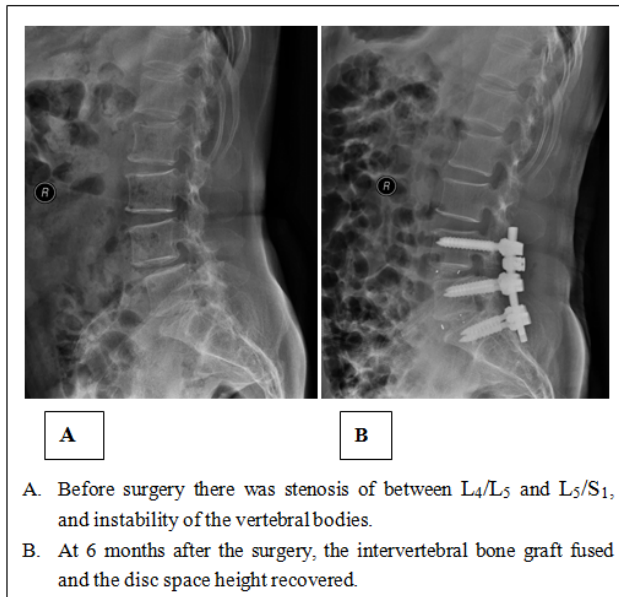 R
R
A
B
A. Before surgery there was stenosis of between L₄/L₅ and L₅/S₁,
and instability of the vertebral bodies.
B. At 6 months after the surgery, the intervertebral bone graft fused
and the disc space height recovered.